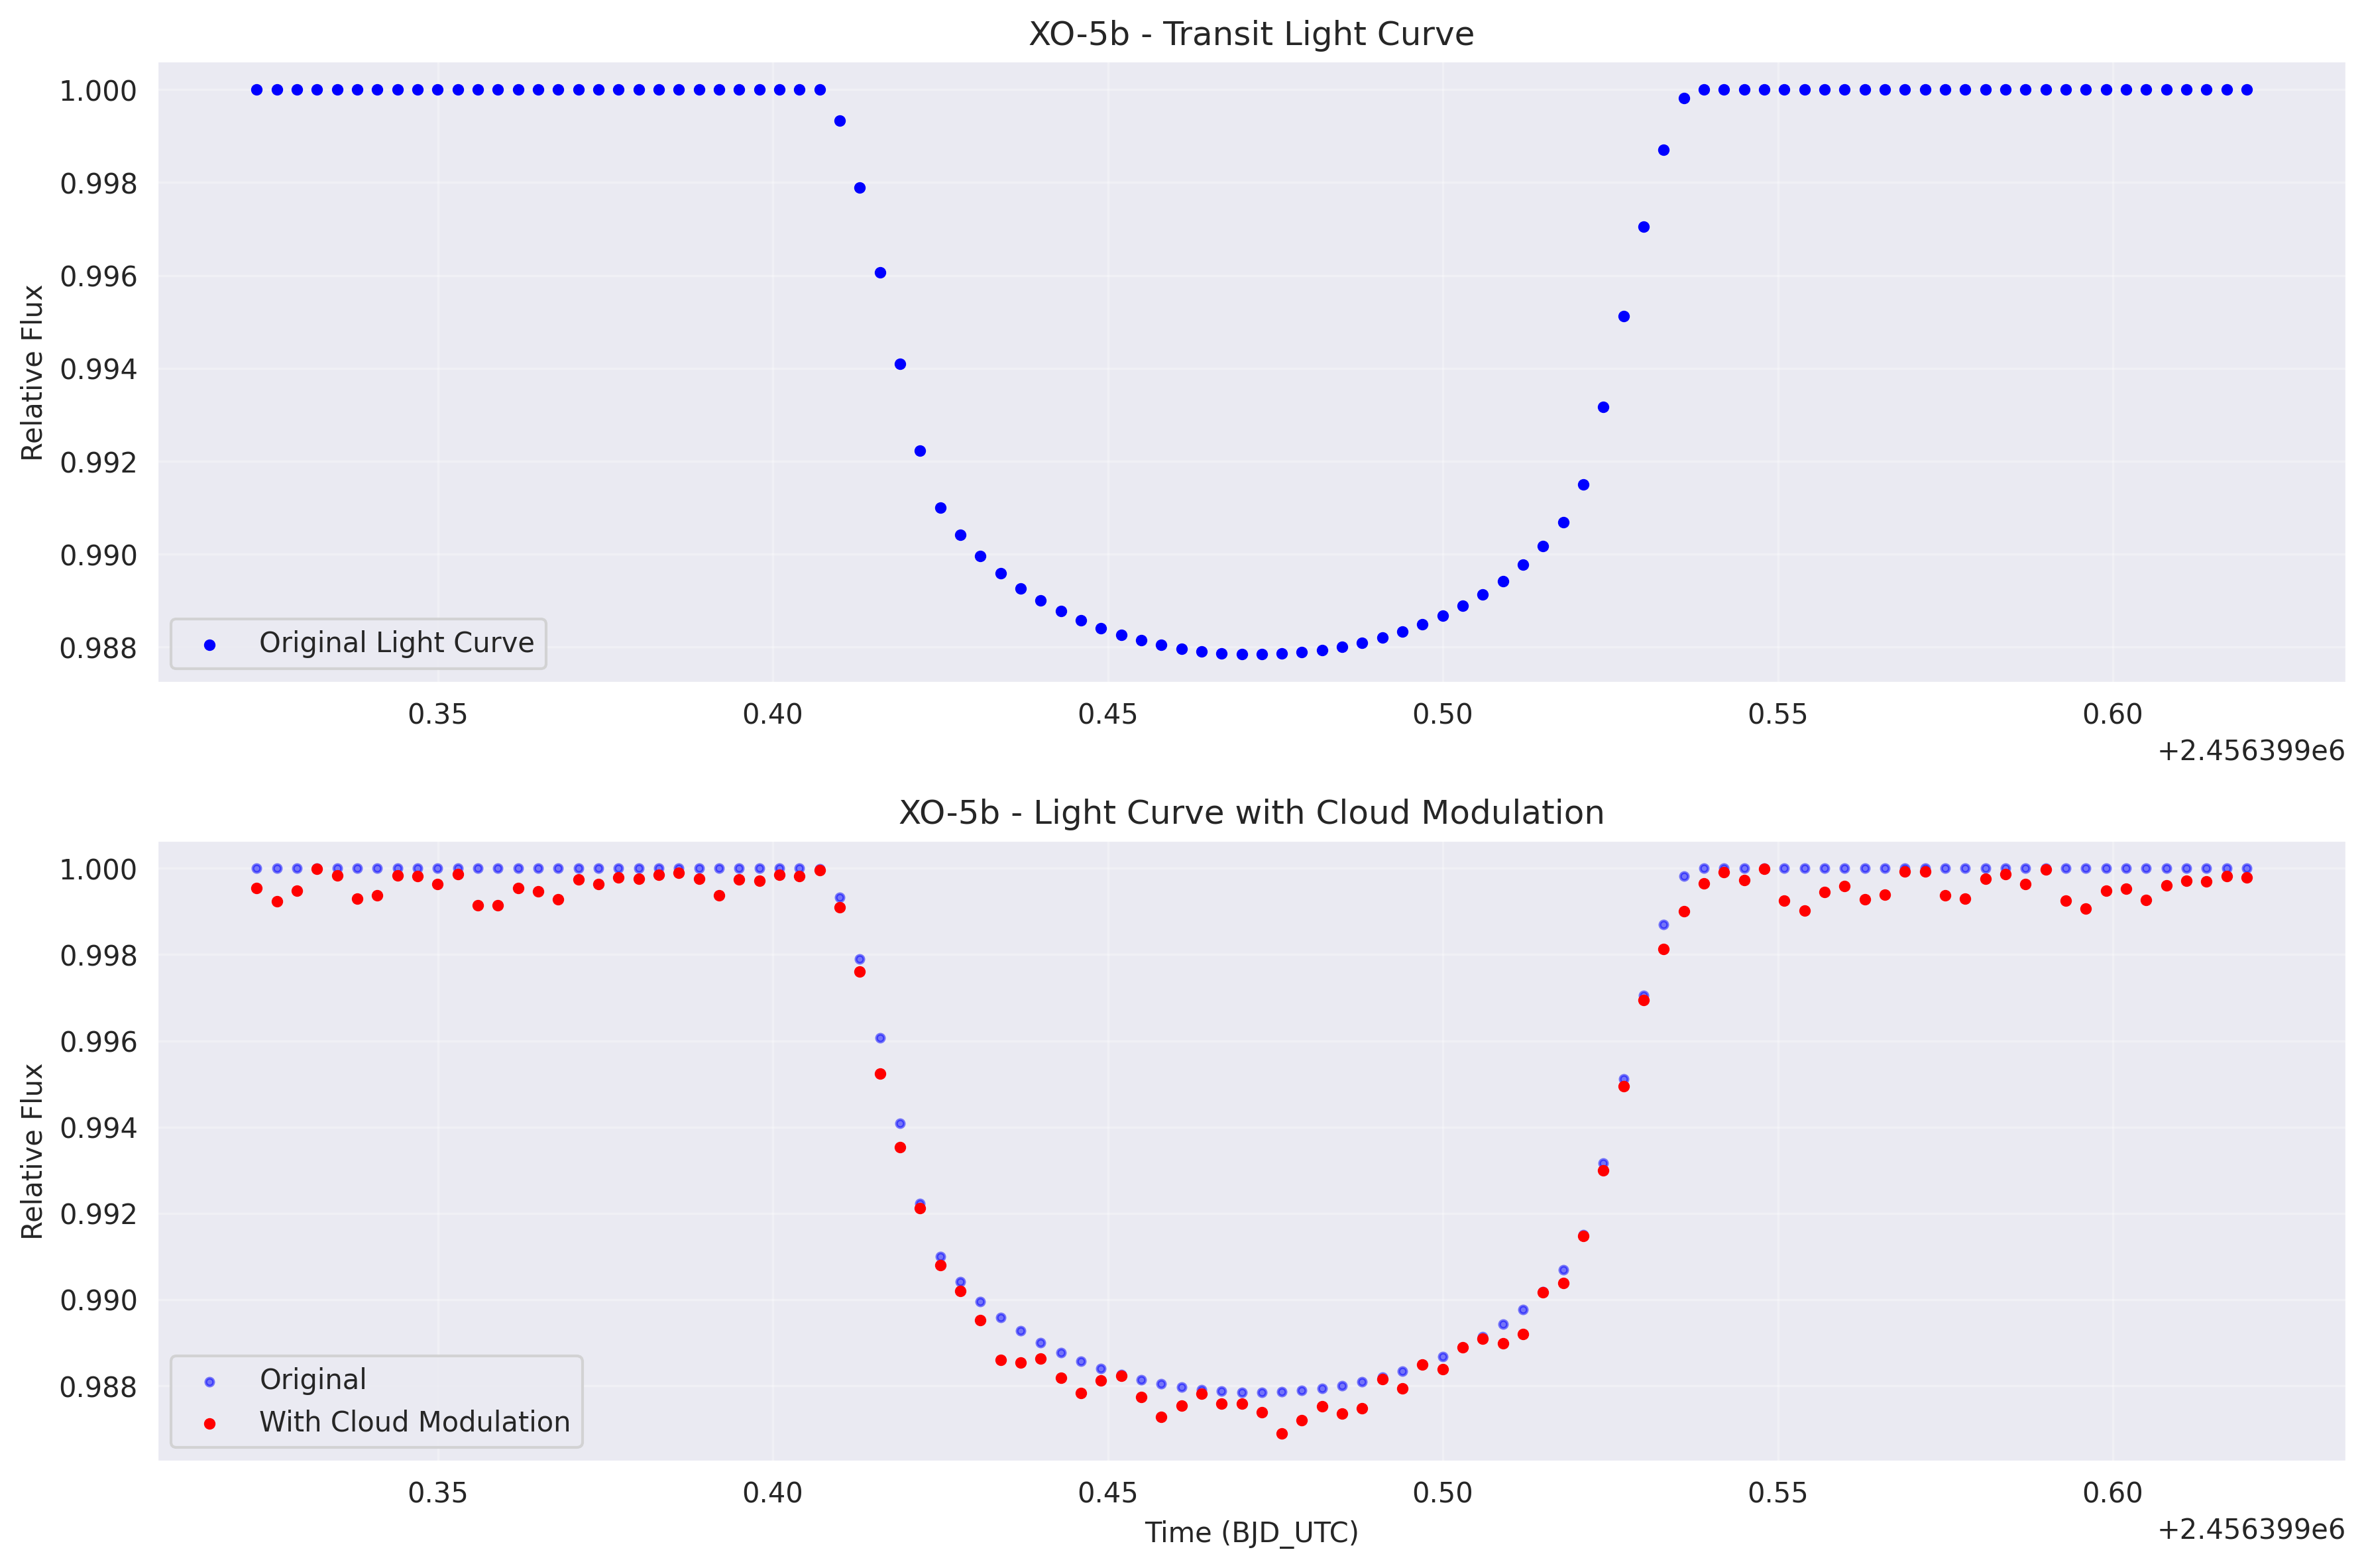 XO-5b - Transit Light Curve
Relative Flux
1.000
0.998
0.996
0.994
0.992
0.990
0.988
Original Light Curve
0.35 0.40 0.45 0.50 0.55 0.60
+2.456399e6
XO-5b - Light Curve with Cloud Modulation
Relative Flux
1.000
0.998
0.996
0.994
0.992
0.990
0.988
Original
With Cloud Modulation
0.35 0.40 0.45 0.50 0.55 0.60
Time (BJD_UTC)
+2.456399e6